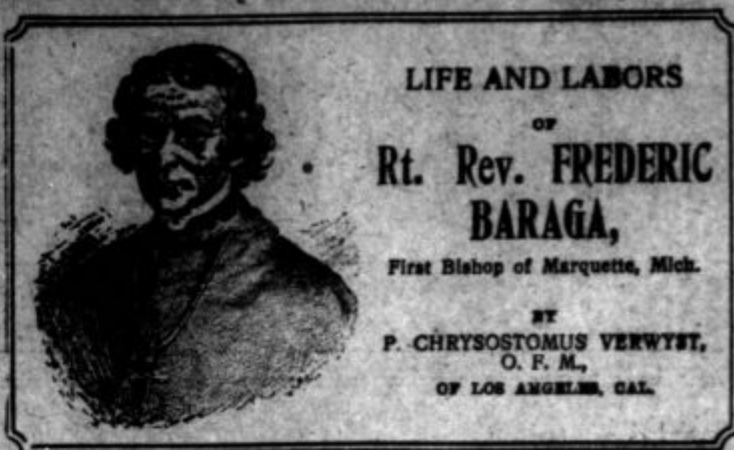 LIFE AND LABORS
OF
Rt. Rev. FREDERIC
BARAGA,
First Bishop of Marquette, Mich.
BY
P. CHRYSOSTOMUS VERWYST,
O. F. M.,
OF LOS ANGELES, CAL.